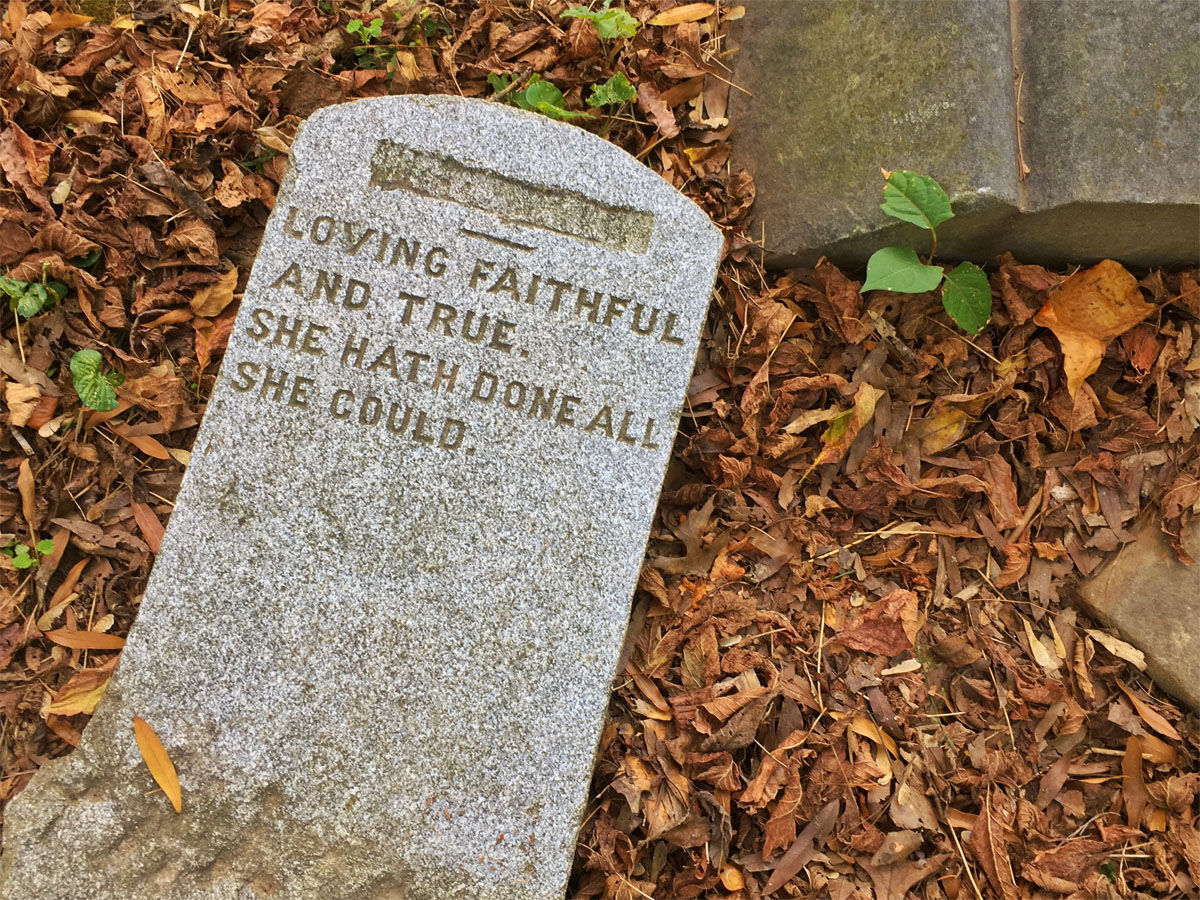 LOVING FAITHFUL
AND TRUE.
SHE HATH DONE ALL
SHE COULD.